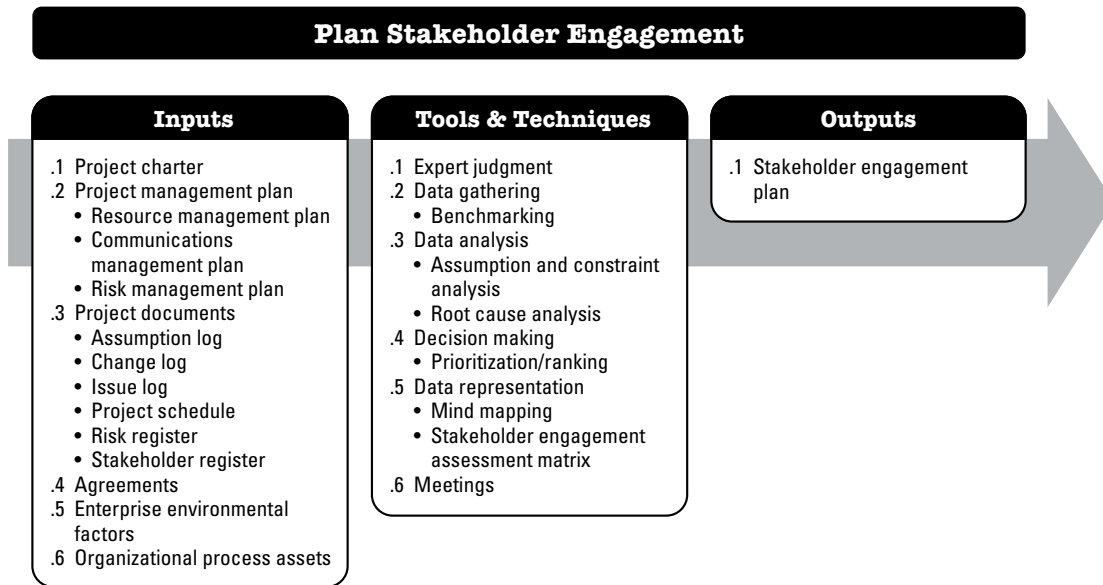 Plan Stakeholder Engagement
Inputs
.1 Project charter
.2 Project management plan
• Resource management plan
• Communications
management plan
• Risk management plan
.3 Project documents
• Assumption log
• Change log
• Issue log
• Project schedule
• Risk register
• Stakeholder register
.4 Agreements
.5 Enterprise environmental
factors
.6 Organizational process assets
Tools & Techniques
.1 Expert judgment
.2 Data gathering
• Benchmarking
.3 Data analysis
• Assumption and constraint
analysis
• Root cause analysis
.4 Decision making
• Prioritization/ranking
.5 Data representation
• Mind mapping
• Stakeholder engagement
assessment matrix
.6 Meetings
Outputs
.1 Stakeholder engagement
plan